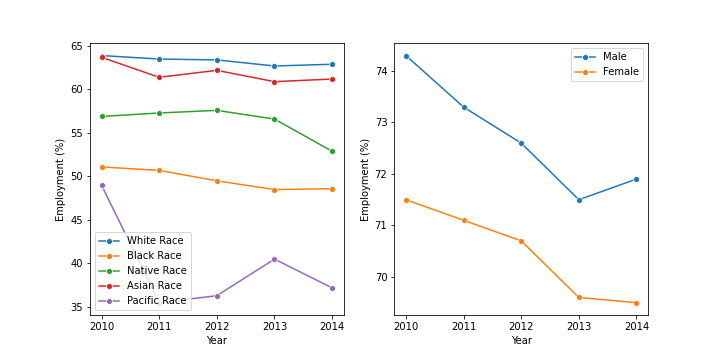 65
60
55
50
45
40
35
Employment (%)
White Race
Black Race
Native Race
Asian Race
Pacific Race
2010 2011 2012 2013 2014
Year
74
73
72
71
70
Employment (%)
Male
Female
2010 2011 2012 2013 2014
Year